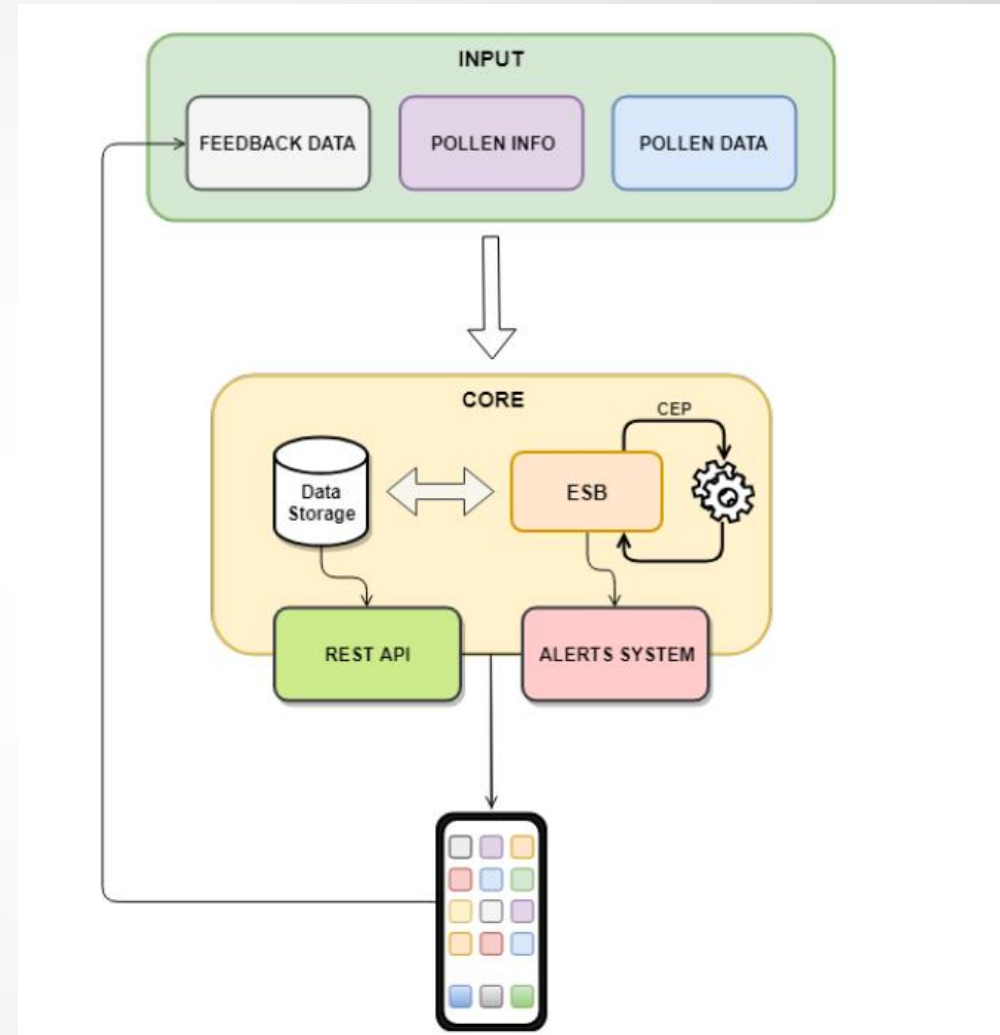 INPUT
FEEDBACK DATA
POLLEN INFO
POLLEN DATA
CORE
CEP
Data
Storage
ESB
REST API
ALERTS SYSTEM